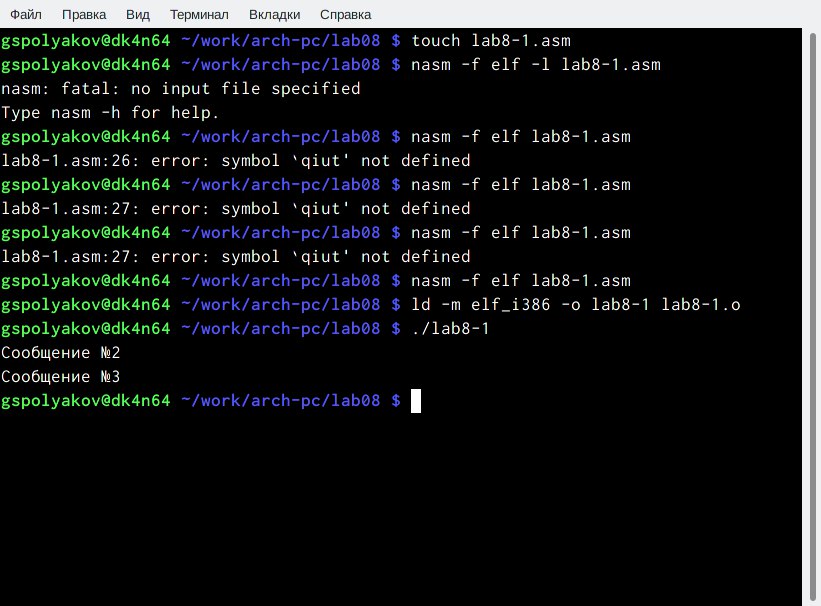 Файл Правка Вид Терминал Вкладки Справка
gspolyakov@dk4n64 ~/work/arch-pc/lab08 $ touch lab8-1.asm
gspolyakov@dk4n64 ~/work/arch-pc/lab08 $ nasm -f elf -l lab8-1.asm
nasm: fatal: no input file specified
Type nasm -h for help.
gspolyakov@dk4n64 ~/work/arch-pc/lab08 $ nasm -f elf lab8-1.asm
lab8-1.asm:26: error: symbol `qiut' not defined
gspolyakov@dk4n64 ~/work/arch-pc/lab08 $ nasm -f elf lab8-1.asm
lab8-1.asm:27: error: symbol `qiut' not defined
gspolyakov@dk4n64 ~/work/arch-pc/lab08 $ nasm -f elf lab8-1.asm
lab8-1.asm:27: error: symbol `qiut' not defined
gspolyakov@dk4n64 ~/work/arch-pc/lab08 $ nasm -f elf lab8-1.asm
gspolyakov@dk4n64 ~/work/arch-pc/lab08 $ ld -m elf_i386 -o lab8-1 lab8-1.o
gspolyakov@dk4n64 ~/work/arch-pc/lab08 $ ./lab8-1
Сообщение №2
Сообщение №3
gspolyakov@dk4n64 ~/work/arch-pc/lab08 $